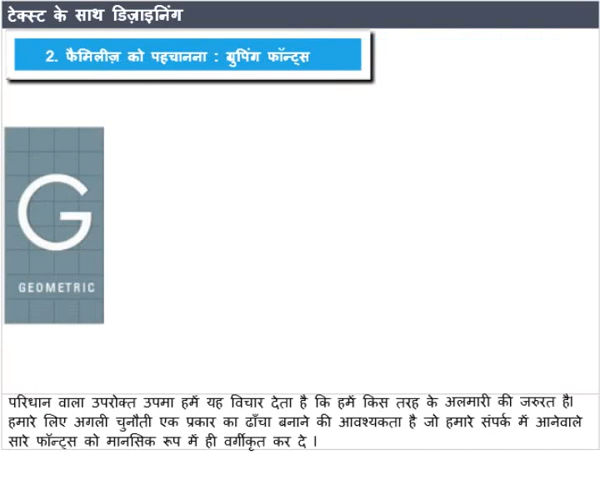 टेक्स्ट के साथ डिज़ाइनिंग
2. फैमिलीज़ को पहचानना : ग्रुपिंग फॉन्ट्स
G
GEOMETRIC
परिधान वाला उपरोक्त उपमा हमें यह विचार देता है कि हमें किस तरह के अलमारी की जरुरत है।
हमारे लिए अगली चुनौती एक प्रकार का ढाँचा बनाने की आवश्यकता है जो हमारे संपर्क में आनेवाले
सारे फॉन्ट्स को मानसिक रूप में ही वर्गीकृत कर दे ।